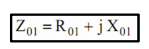 Z₀₁ = R₀₁ + j X₀₁